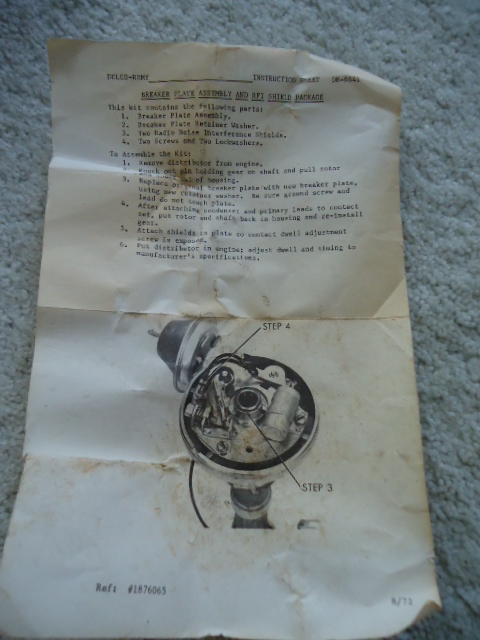 DELCO-REMY INSTRUCTION SHEET
BREAKER PLATE ASSEMBLY AND RFI SHIELD PACKAGE
This kit contains the following parts:
1. Breaker Plate Assembly.
2. Breaker Plate Retainer Washer.
3. Two Radio Noise Interference Shields.
4. Two Screws and Two Lockwashers.
To Assemble the Kit:
1. Remove distributor from engine.
2. Knock out pin holding gear on shaft and pull rotor
of housing.
3. Replace original breaker plate with new breaker plate,
using new retainer washer. Be sure ground screw and
lead do not touch plate.
4. After attaching condenser and primary leads to contact
set, put rotor and shaft back in housing and re-install
gear.
5. Attach shields to plate so contact dwell adjustment
screw is exposed.
6. Put distributor in engine; adjust dwell and timing to
manufacturer's specifications.
STEP 4
STEP 3
Ref: #1876065
8/73